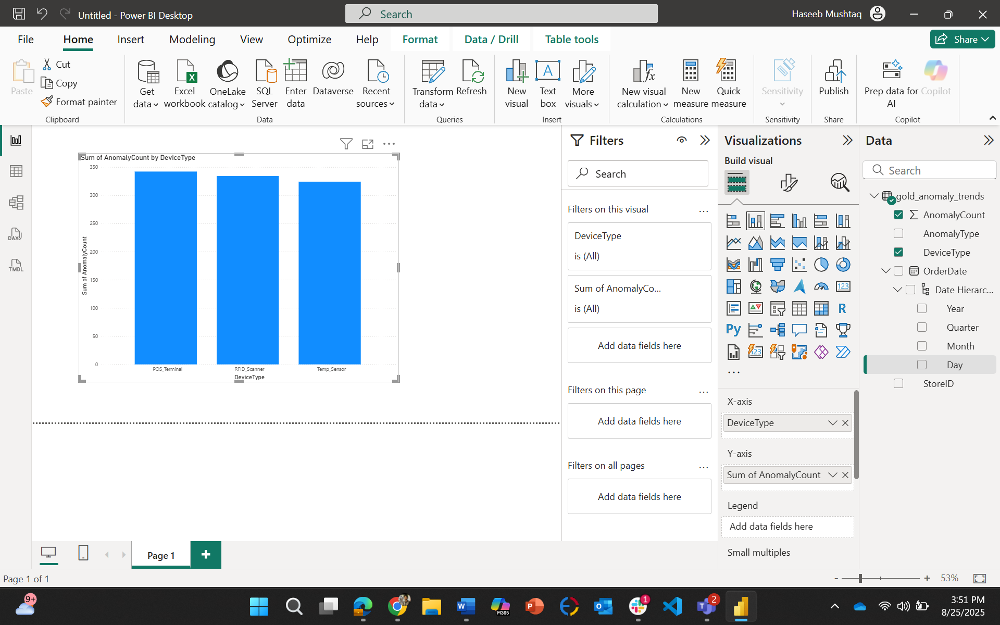 Untitled - Power BI Desktop
Search
Haseeb Mushtaq
File
Home
Insert
Modeling
View
Optimize
Help
Format
Data / Drill
Table tools
Share
Paste
Cut
Copy
Format painter
Clipboard
Get
data
Excel
workbook
OneLake
catalog
SQL
Server
Enter
data
Dataverse
Recent
sources
Data
Transform
data
Refresh
Queries
New
visual
Text
box
More
visuals
Insert
New visual
calculation
New
measure
Quick
measure
Calculations
Sensitivity
Sensitivity
Publish
Share
Prep data for
AI
Copilot
Copilot
DAX
TMDL
Sum of AnomalyCount by DeviceType
Sum of AnomalyCount
350
300
250
200
150
100
50
0
POS_Terminal
RFID_Scanner
Temp_Sensor
DeviceType
Filters
Search
Filters on this visual
DeviceType
is (All)
Sum of AnomalyCo...
is (All)
Add data fields here
Filters on this page
Add data fields here
Filters on all pages
Add data fields here
Visualizations
Build visual
123
R
Py
123
X-axis
DeviceType
Y-axis
Sum of AnomalyCount
Legend
Add data fields here
Small multiples
Data
Search
gold_anomaly_trends
AnomalyCount
AnomalyType
DeviceType
OrderDate
Date Hierarc...
Year
Quarter
Month
Day
StoreID
Page 1
Page 1 of 1
53%
9+
M365
1
2
3:51 PM
8/25/2025